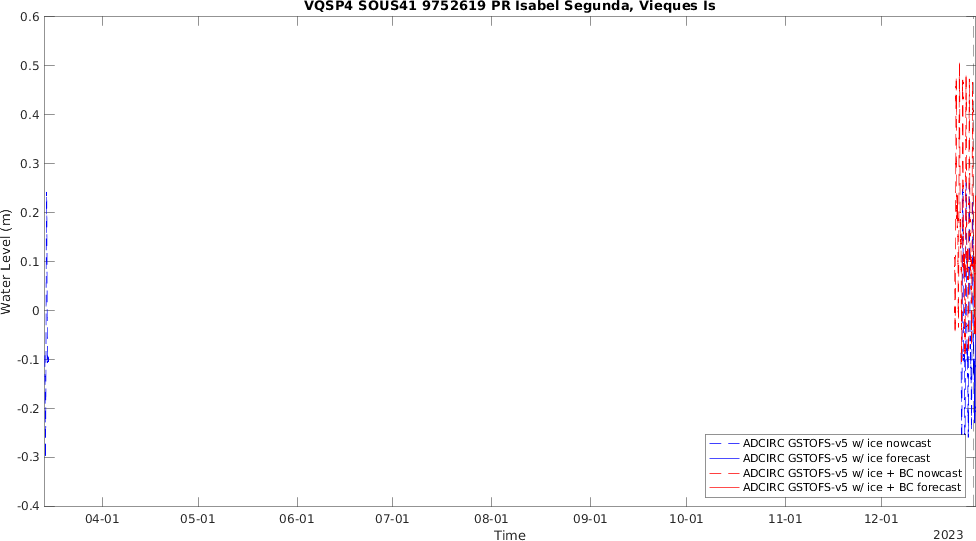 VQSP4 SOUS41 9752619 PR Isabel Segunda, Vieques Is
0.6
0.5
0.4
0.3
0.2
0.1
0
-0.1
-0.2
-0.3
-0.4
Water Level (m)
ADCIRC GSTOFS-v5 w/ ice nowcast
ADCIRC GSTOFS-v5 w/ ice forecast
ADCIRC GSTOFS-v5 w/ ice + BC nowcast
ADCIRC GSTOFS-v5 w/ ice + BC forecast
04-01 05-01 06-01 07-01 08-01 09-01 10-01 11-01 12-01
Time
2023